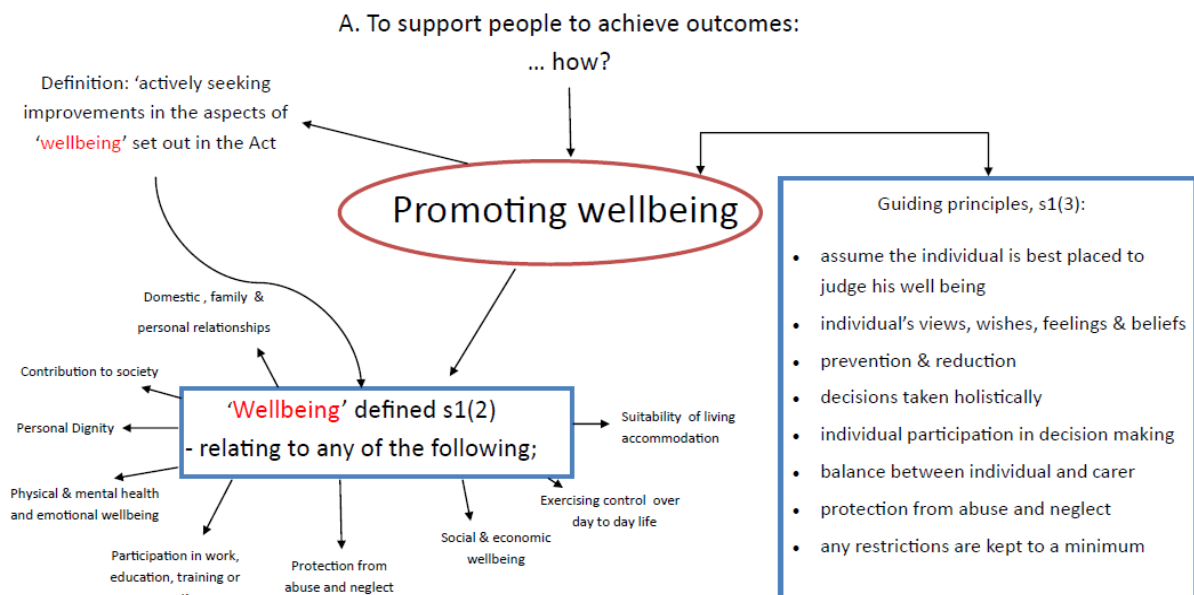 A. To support people to achieve outcomes:
... how?
Definition: ‘actively seeking
improvements in the aspects of
‘wellbeing’ set out in the Act
Promoting wellbeing
Guiding principles, s1(3):
• assume the individual is best placed to
judge his well being
• individual’s views, wishes, feelings & beliefs
• prevention & reduction
• decisions taken holistically
• individual participation in decision making
• balance between individual and carer
• protection from abuse and neglect
• any restrictions are kept to a minimum
Domestic , family &
personal relationships
Contribution to society
Personal Dignity
Physical & mental health
and emotional wellbeing
‘Wellbeing’ defined s1(2)
- relating to any of the following;
Suitability of living
accommodation
Exercising control over
day to day life
Social & economic
wellbeing
Protection from
abuse and neglect
Participation in work,
education, training or